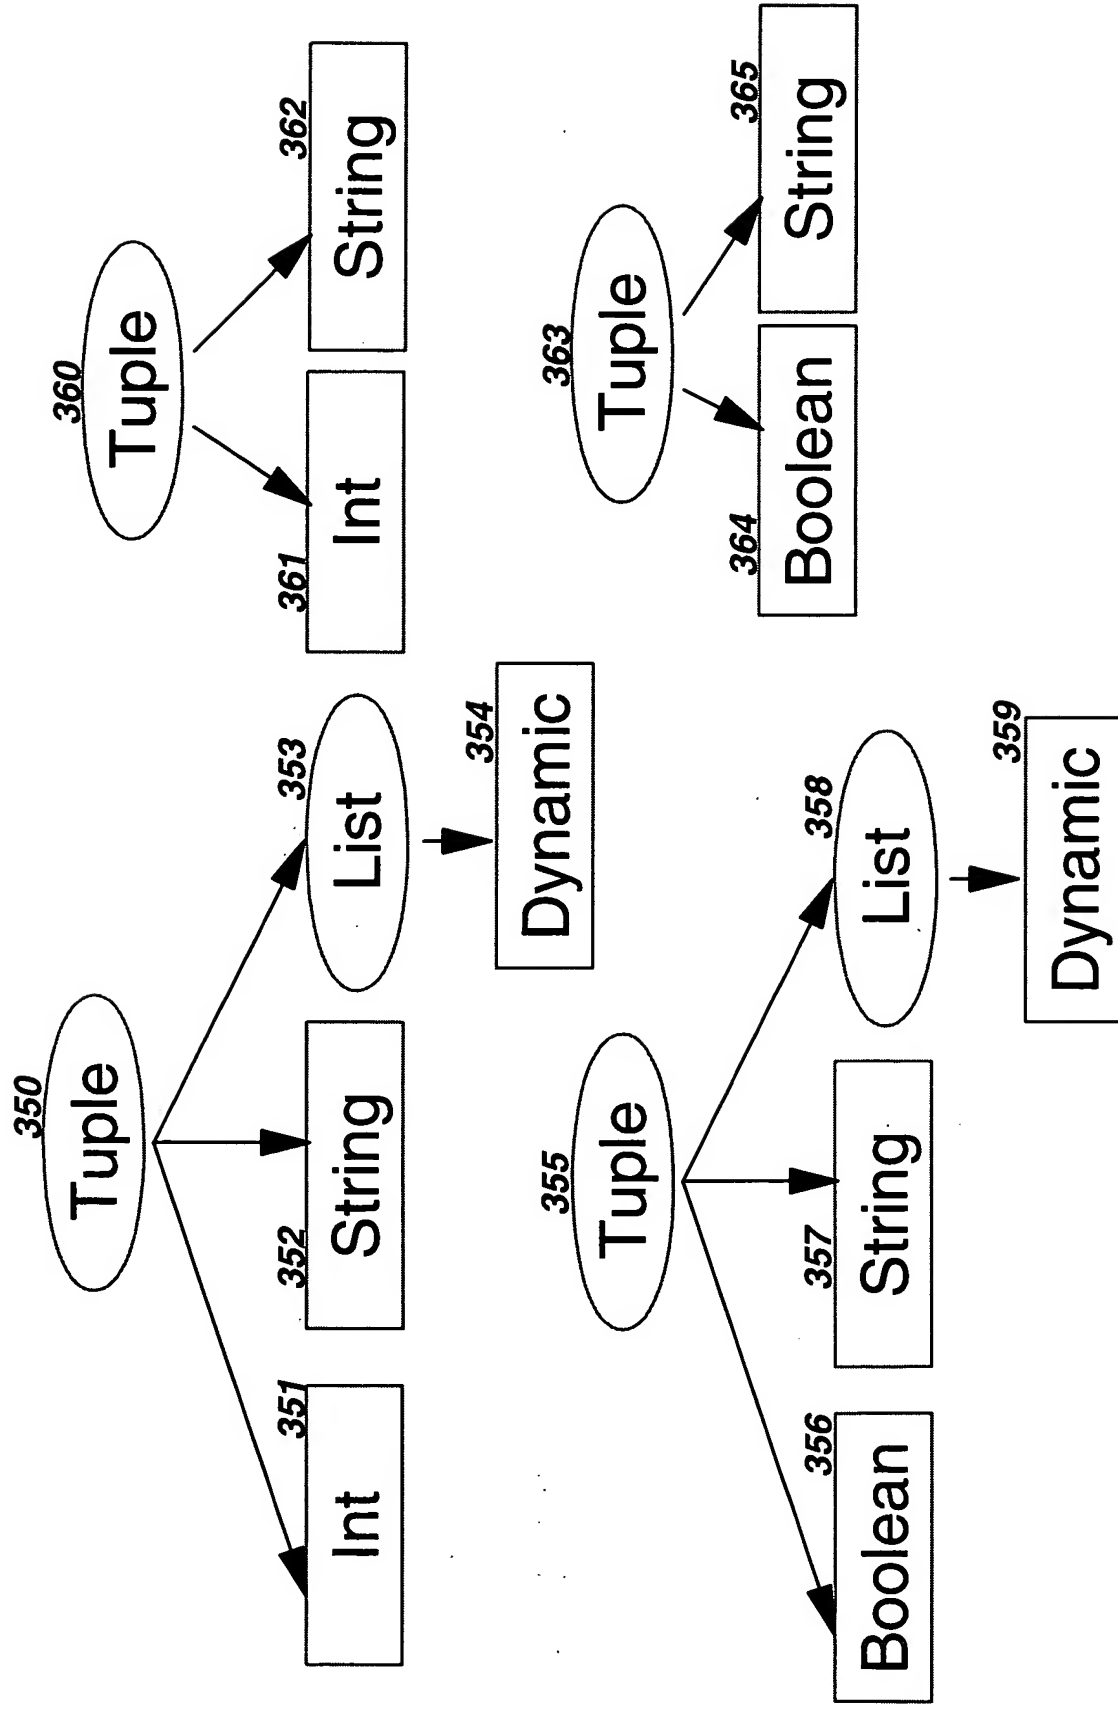 350
Tuple
351
Int
352
String
353
List
354
Dynamic
360
Tuple
361
Int
362
String
355
Tuple
356
Boolean
357
String
358
List
359
Dynamic
363
Tuple
364
Boolean
365
String